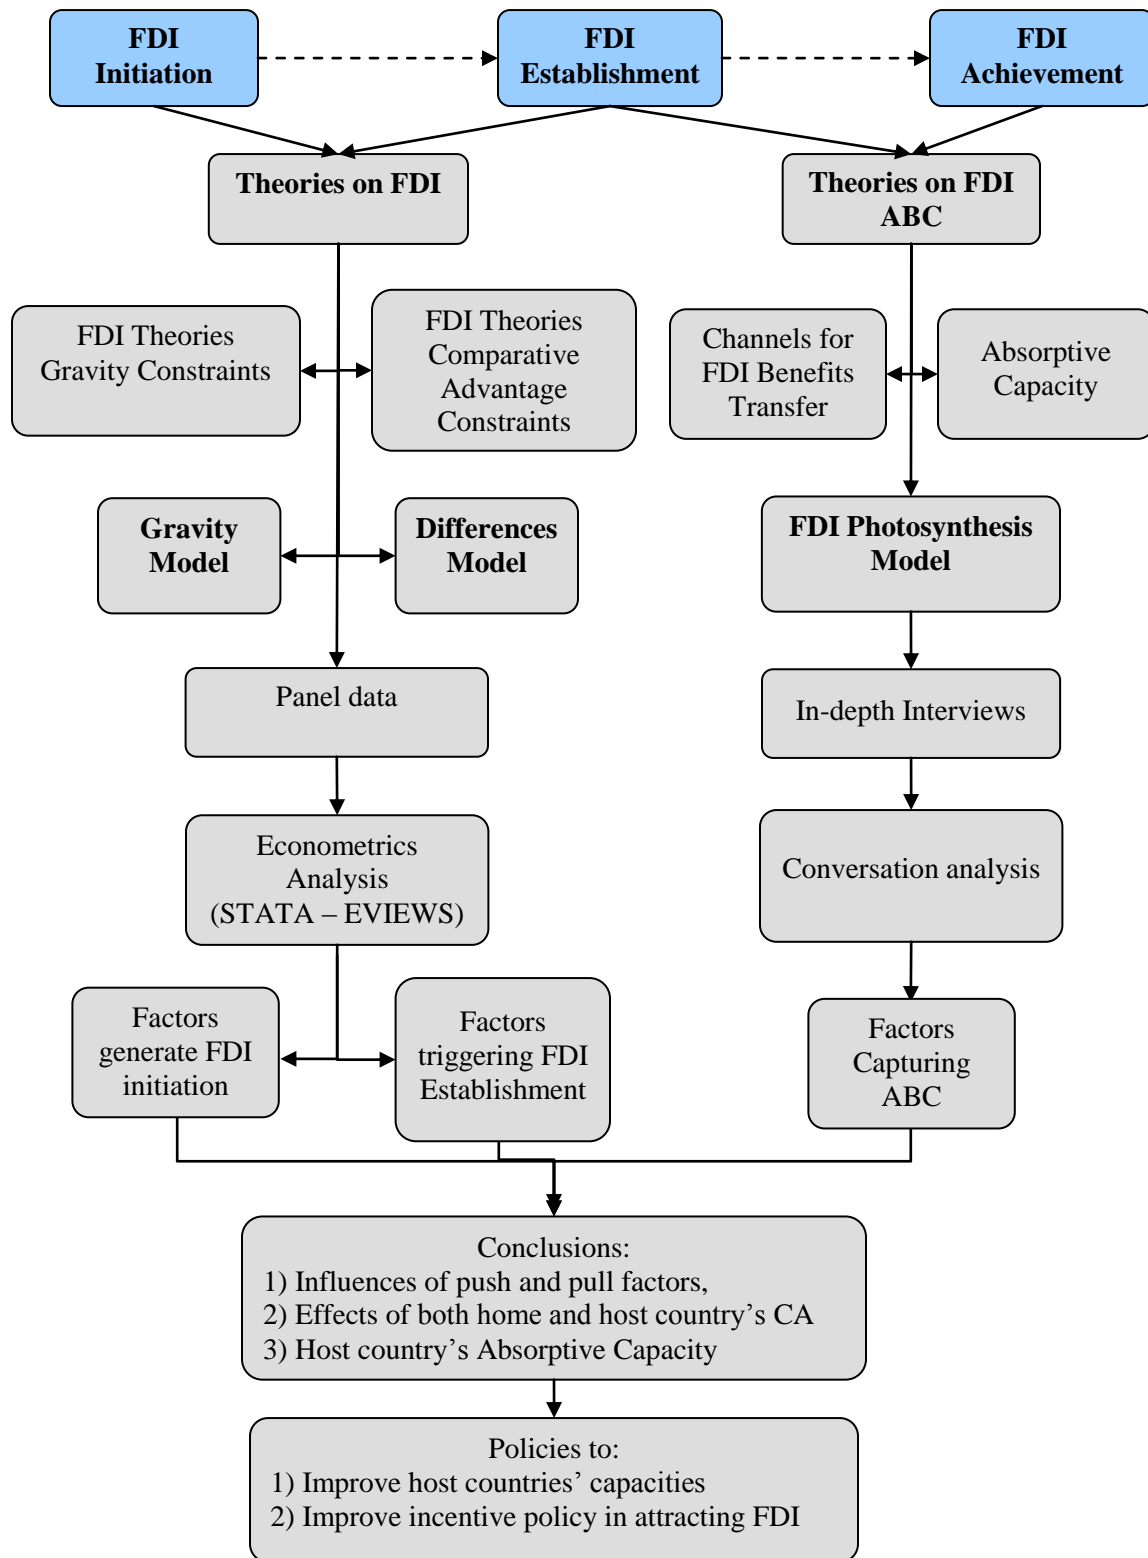 FDI
Initiation
FDI
Establishment
FDI
Achievement
Theories on FDI
Theories on FDI
ABC
FDI Theories
Gravity Constraints
FDI Theories
Comparative
Advantage
Constraints
Channels for
FDI Benefits
Transfer
Absorptive
Capacity
Gravity
Model
Differences
Model
FDI Photosynthesis
Model
Panel data
In-depth Interviews
Econometrics
Analysis
(STATA – EVIEWS)
Conversation analysis
Factors
generate FDI
initiation
Factors
triggering FDI
Establishment
Factors
Capturing
ABC
Conclusions:
1) Influences of push and pull factors,
2) Effects of both home and host country’s CA
3) Host country’s Absorptive Capacity
Policies to:
1) Improve host countries’ capacities
2) Improve incentive policy in attracting FDI